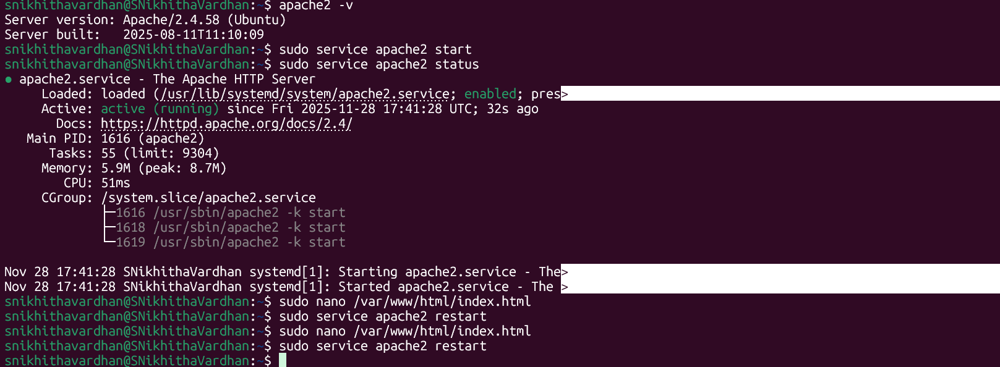 snikhithavardhan@SNikhithaVardhan:~$ apache2 -v
Server version: Apache/2.4.58 (Ubuntu)
Server built:   2025-08-11T11:10:09
snikhithavardhan@SNikhithaVardhan:~$ sudo service apache2 start
snikhithavardhan@SNikhithaVardhan:~$ sudo service apache2 status
● apache2.service - The Apache HTTP Server
     Loaded: loaded (/usr/lib/systemd/system/apache2.service; enabled; pres>
     Active: active (running) since Fri 2025-11-28 17:41:28 UTC; 32s ago
       Docs: https://httpd.apache.org/docs/2.4/
   Main PID: 1616 (apache2)
      Tasks: 55 (limit: 9304)
     Memory: 5.9M (peak: 8.7M)
        CPU: 51ms
     CGroup: /system.slice/apache2.service
             ├─1616 /usr/sbin/apache2 -k start
             ├─1618 /usr/sbin/apache2 -k start
             └─1619 /usr/sbin/apache2 -k start
Nov 28 17:41:28 SNikhithaVardhan systemd[1]: Starting apache2.service - The>
Nov 28 17:41:28 SNikhithaVardhan systemd[1]: Started apache2.service - The >
snikhithavardhan@SNikhithaVardhan:~$ sudo nano /var/www/html/index.html
snikhithavardhan@SNikhithaVardhan:~$ sudo service apache2 restart
snikhithavardhan@SNikhithaVardhan:~$ sudo nano /var/www/html/index.html
snikhithavardhan@SNikhithaVardhan:~$ sudo service apache2 restart
snikhithavardhan@SNikhithaVardhan:~$